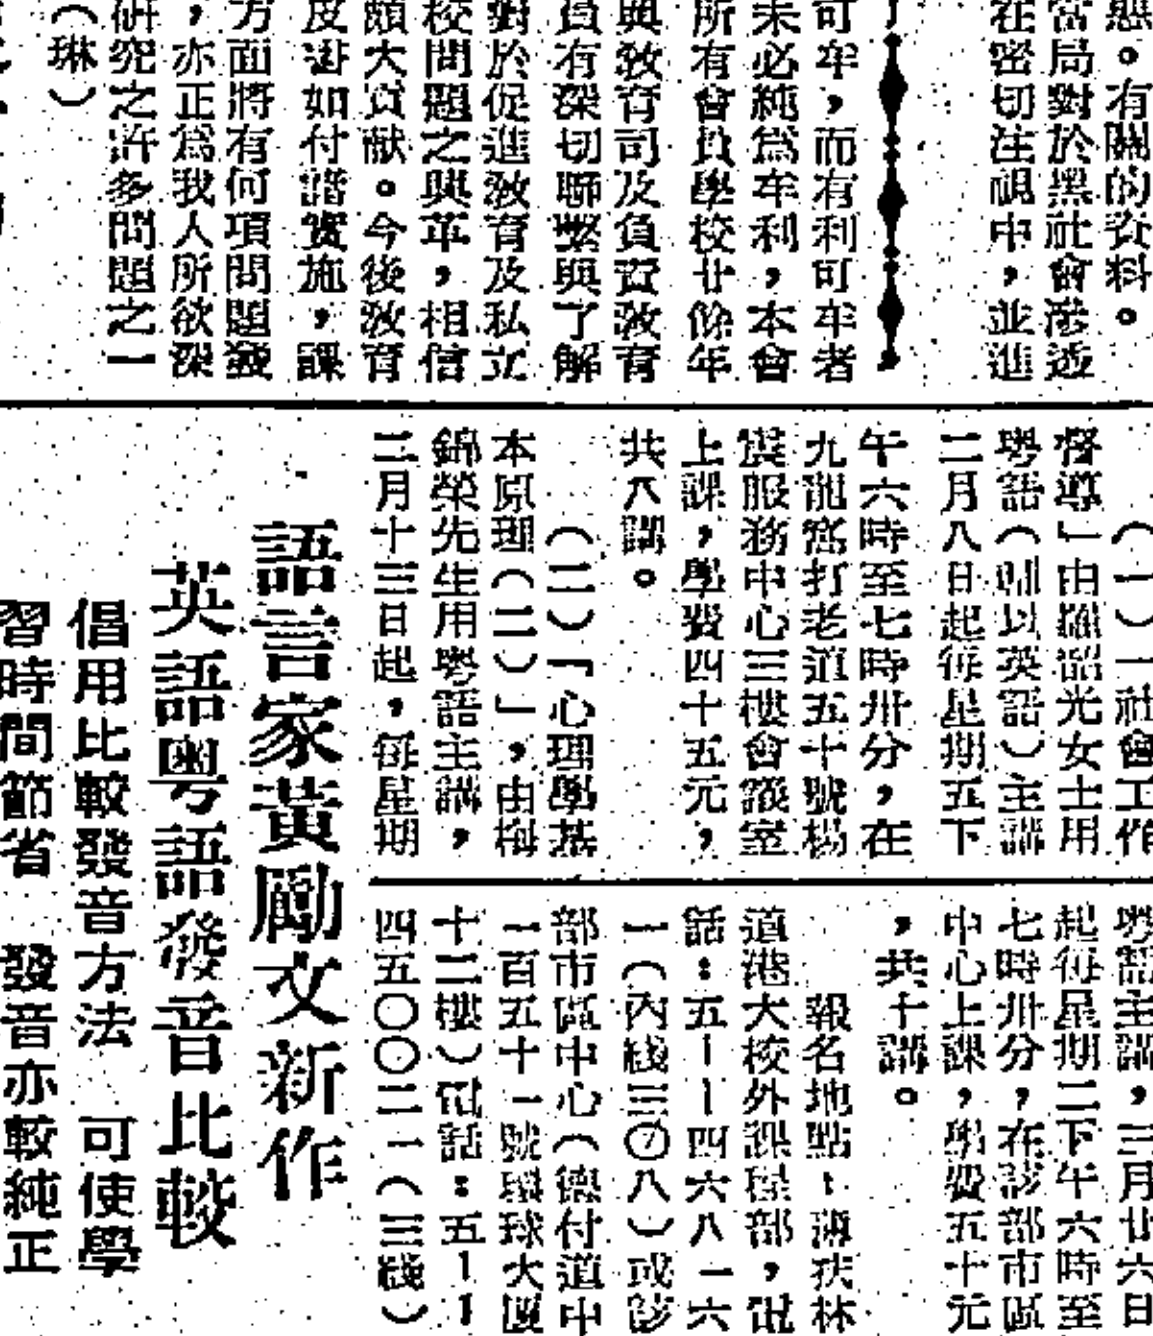 惡。有關的資料。
當局對於黑社會滲透
在密切注視中，並進
可牟，而有利可牟者
未必純爲牟利，本會
所有會員學校廿餘年
與教育司及負責教育
負有深切聯繫與了解
對於促進教育及私立
校問題之興革，相信
頗大貢獻。今後教育
如付諸實施，課
方面將有何項問題發
，亦正爲我人所欲深
研究之許多問題之一
（琳）
（一）「社會工作
督導」由 韶光女士用
粵語（輔以英語）主講
二月八日起每星期五下
午六時至七時卅分，在
九龍窩打老道五十號楊
震服務中心三樓會議室
上課，學費四十五元，
共八講。
（二）「心理學基
本原理（二）」，由梅
錦榮先生用粵語主講，
二月十三日起，每星期
粵語主講，三月廿六日
起每星期二下午六時至
七時卅分，在該部市區
中心上課，學費五十元
，共十講。
報名地點：薄扶林
道港大校外課程部，電
話：五－－四六八一六
一（內綫三〇八）或該
部市區中心（德付道中
一百五十一號環球大廈
十二樓）電話：五－－
四五〇〇二一（三綫）
語言家黃勵文新作
英語粵語發音比較
倡用比較發音方法　可使學
習時間節省　發音亦較純正